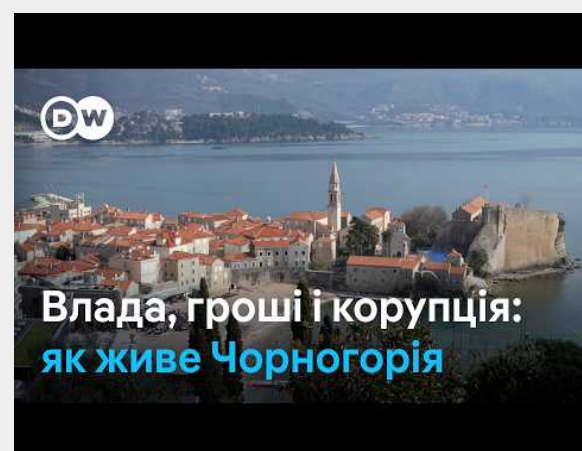 DW
Влада, гроші і корупція:
як живе Чорногорія